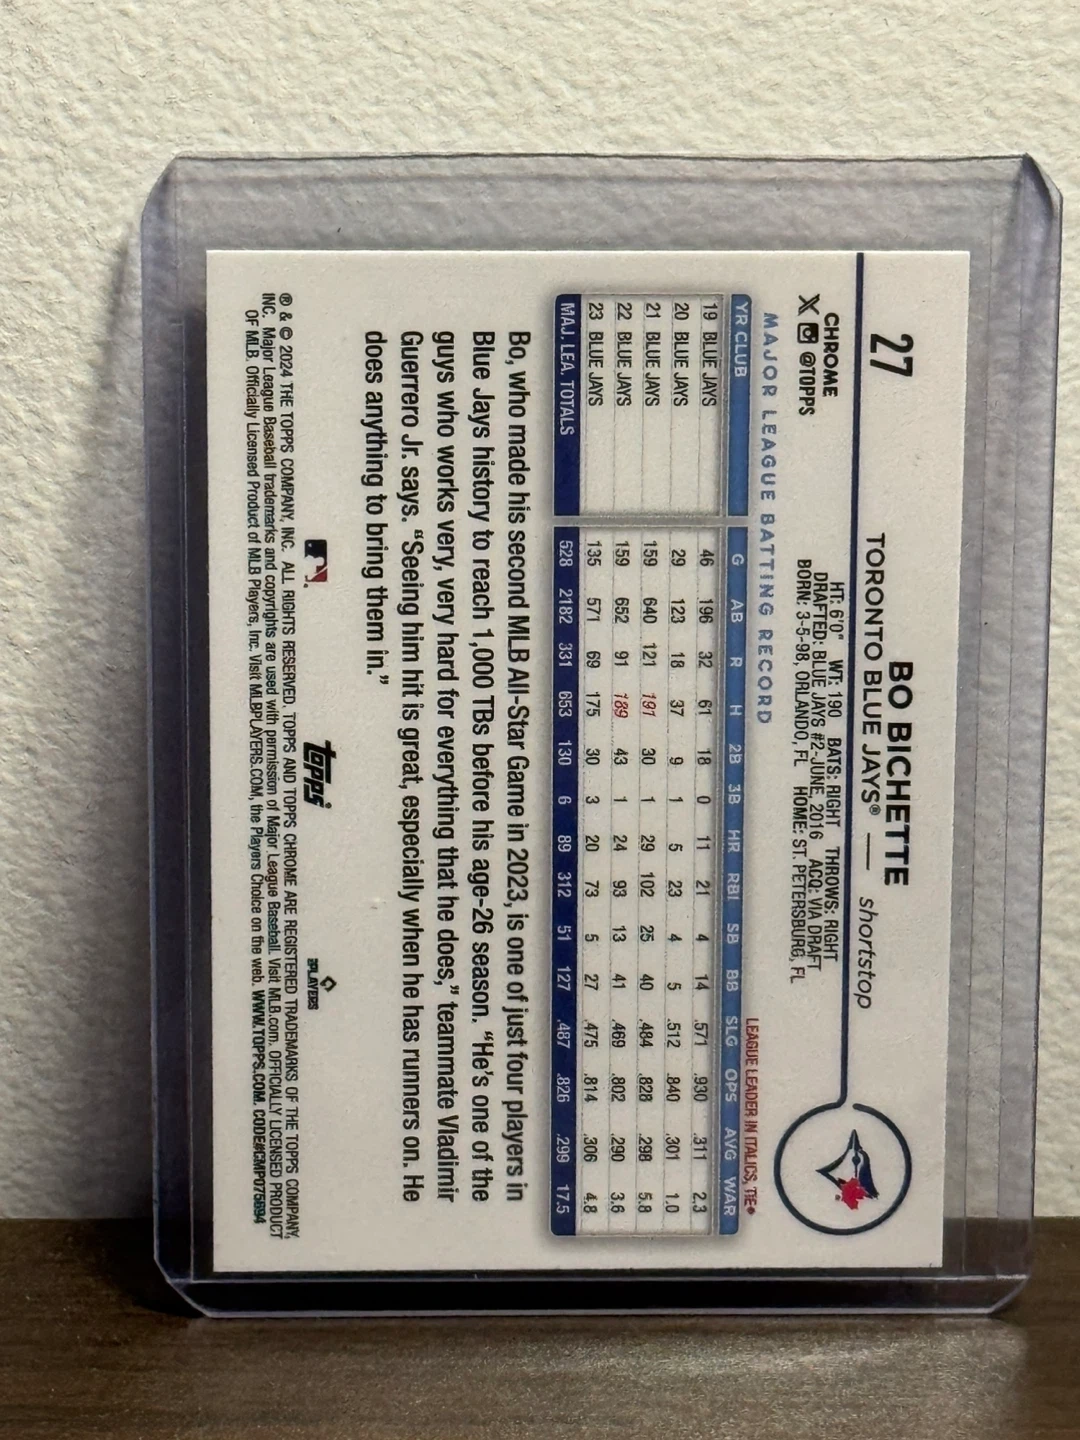 27
BO BICHETTE
TORONTO BLUE JAYS® — shortstop
CHROME
X @TOPPS
HT: 6'0" WT: 190 BATS: RIGHT THROWS: RIGHT
DRAFTED: BLUE JAYS #2-JUNE, 2016 ACQ: VIA DRAFT
BORN: 3-5-98, ORLANDO, FL HOME: ST. PETERSBURG, FL
MAJOR LEAGUE BATTING RECORD
LEAGUE LEADER IN ITALICS, TIE•
YR CLUB G AB R H 2B 3B HR RBI SB BB SLG OPS AVG WAR
19 BLUE JAYS 46 196 32 61 18 0 11 21 4 14 .571 .930 .311 2.3
20 BLUE JAYS 29 123 18 37 9 1 5 23 4 5 .512 .840 .301 1.0
21 BLUE JAYS 159 640 121 191 30 1 29 102 25 40 .484 .828 .298 5.8
22 BLUE JAYS 159 652 91 189 43 1 24 93 13 41 .469 .802 .290 3.6
23 BLUE JAYS 135 571 69 175 30 3 20 73 5 27 .475 .814 .306 4.8
MAJ. LEA. TOTALS 528 2182 331 653 130 6 89 312 51 127 .487 .826 .299 17.5
Bo, who made his second MLB All-Star Game in 2023, is one of just four players in
Blue Jays history to reach 1,000 TBs before his age-26 season. “He's one of the
guys who works very, very hard for everything that he does,” teammate Vladimir
Guerrero Jr. says. “Seeing him hit is great, especially when he has runners on. He
does anything to bring them in.”
topps
PLAYERS
® & © 2024 THE TOPPS COMPANY, INC. ALL RIGHTS RESERVED. TOPPS AND TOPPS CHROME ARE REGISTERED TRADEMARKS OF THE TOPPS COMPANY,
INC. Major League Baseball trademarks and copyrights are used with permission of Major League Baseball. Visit MLB.com. OFFICIALLY LICENSED PRODUCT
OF MLB. Officially Licensed Product of MLB Players, Inc. Visit MLBPLAYERS.COM, the Players Choice on the web. WWW.TOPPS.COM. CODE#CMP075694